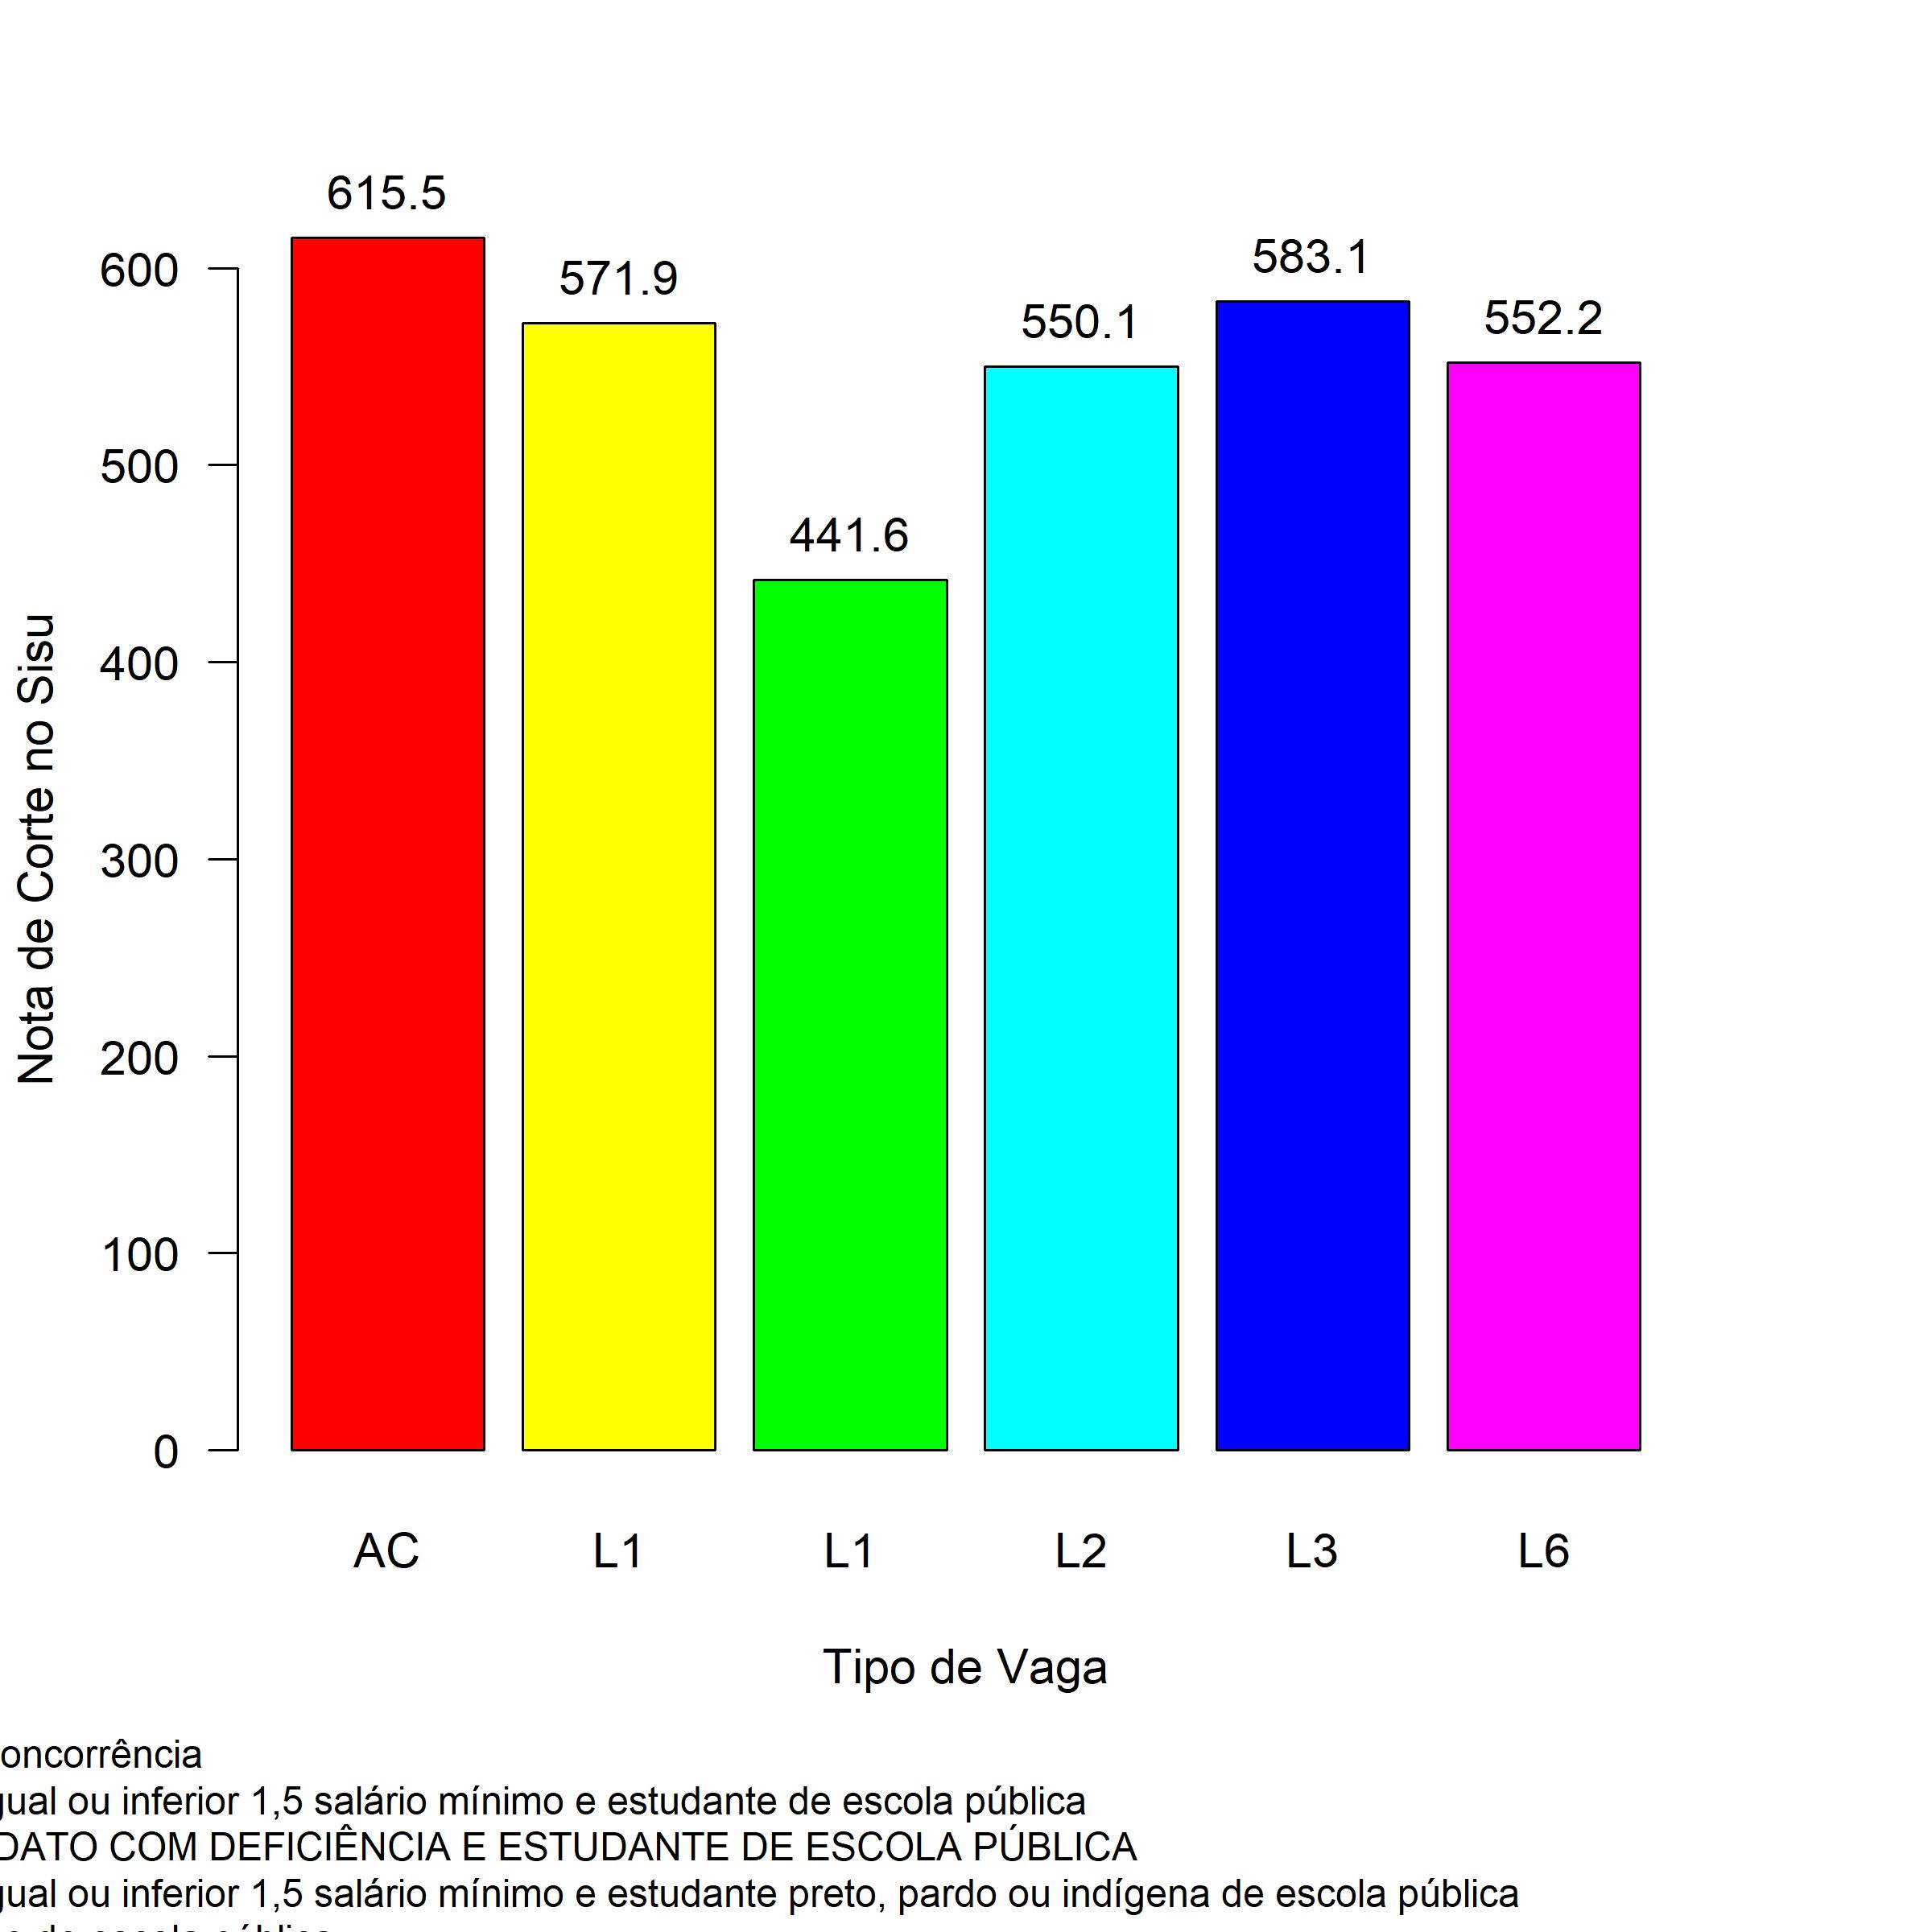 615.5
571.9
441.6
550.1
583.1
552.2
600
500
400
300
200
100
0
Nota de Corte no Sisu
AC L1 L1 L2 L3 L6
Tipo de Vaga
oncorrência
gual ou inferior 1,5 salário mínimo e estudante de escola pública
DATO COM DEFICIÊNCIA E ESTUDANTE DE ESCOLA PÚBLICA
gual ou inferior 1,5 salário mínimo e estudante preto, pardo ou indígena de escola pública
de escola pública